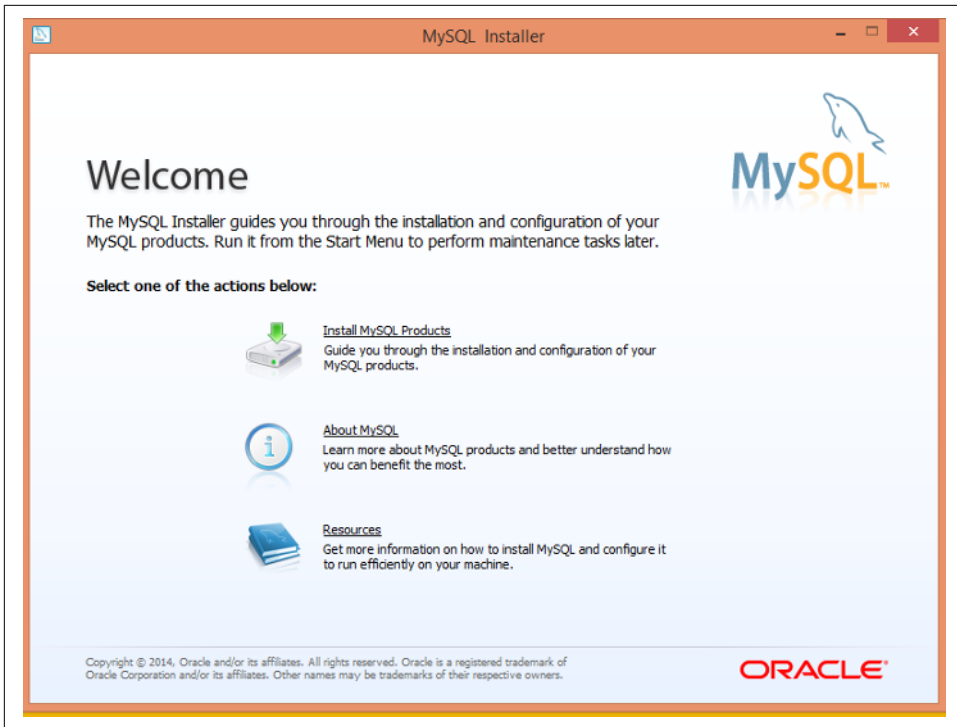 MySQL Installer
MySQL™
Welcome
The MySQL Installer guides you through the installation and configuration of your
MySQL products. Run it from the Start Menu to perform maintenance tasks later.
Select one of the actions below:
Install MySQL Products
Guide you through the installation and configuration of your
MySQL products.
About MySQL
Learn more about MySQL products and better understand how
you can benefit the most.
Resources
Get more information on how to install MySQL and configure it
to run efficiently on your machine.
Copyright © 2014, Oracle and/or its affiliates. All rights reserved. Oracle is a registered trademark of
Oracle Corporation and/or its affiliates. Other names may be trademarks of their respective owners.
ORACLE®